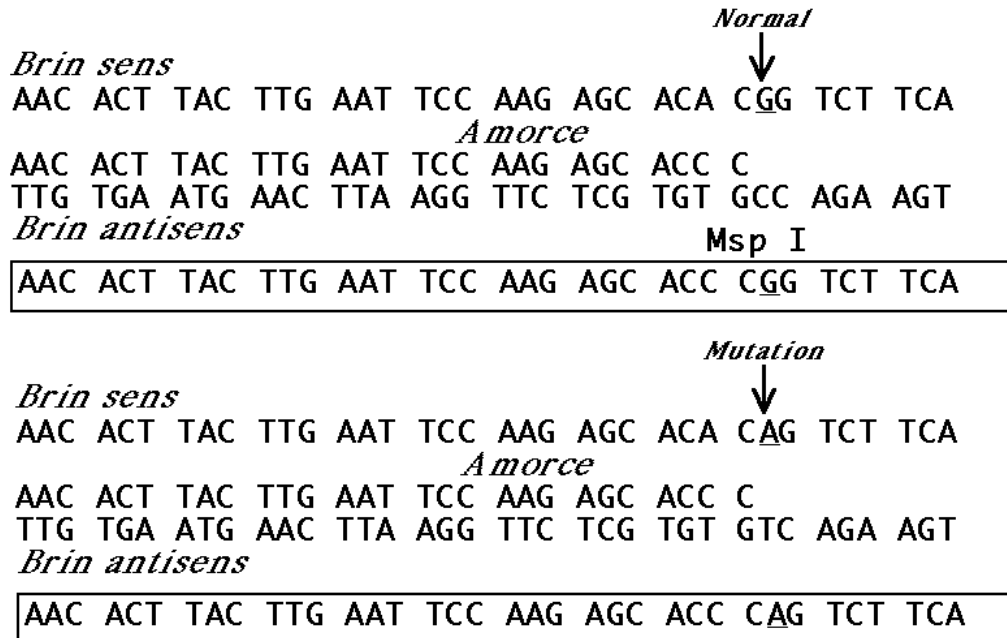 Normal
Brin sens
AAC ACT TAC TTG AAT TCC AAG AGC ACA CGG TCT TCA
Amorce
AAC ACT TAC TTG AAT TCC AAG AGC ACC C
TTG TGA ATG AAC TTA AGG TTC TCG TGT GCC AGA AGT
Brin antisens
Msp I
AAC ACT TAC TTG AAT TCC AAG AGC ACC CGG TCT TCA
Mutation
Brin sens
AAC ACT TAC TTG AAT TCC AAG AGC ACA CAG TCT TCA
Amorce
AAC ACT TAC TTG AAT TCC AAG AGC ACC C
TTG TGA ATG AAC TTA AGG TTC TCG TGT GTC AGA AGT
Brin antisens
AAC ACT TAC TTG AAT TCC AAG AGC ACC CAG TCT TCA